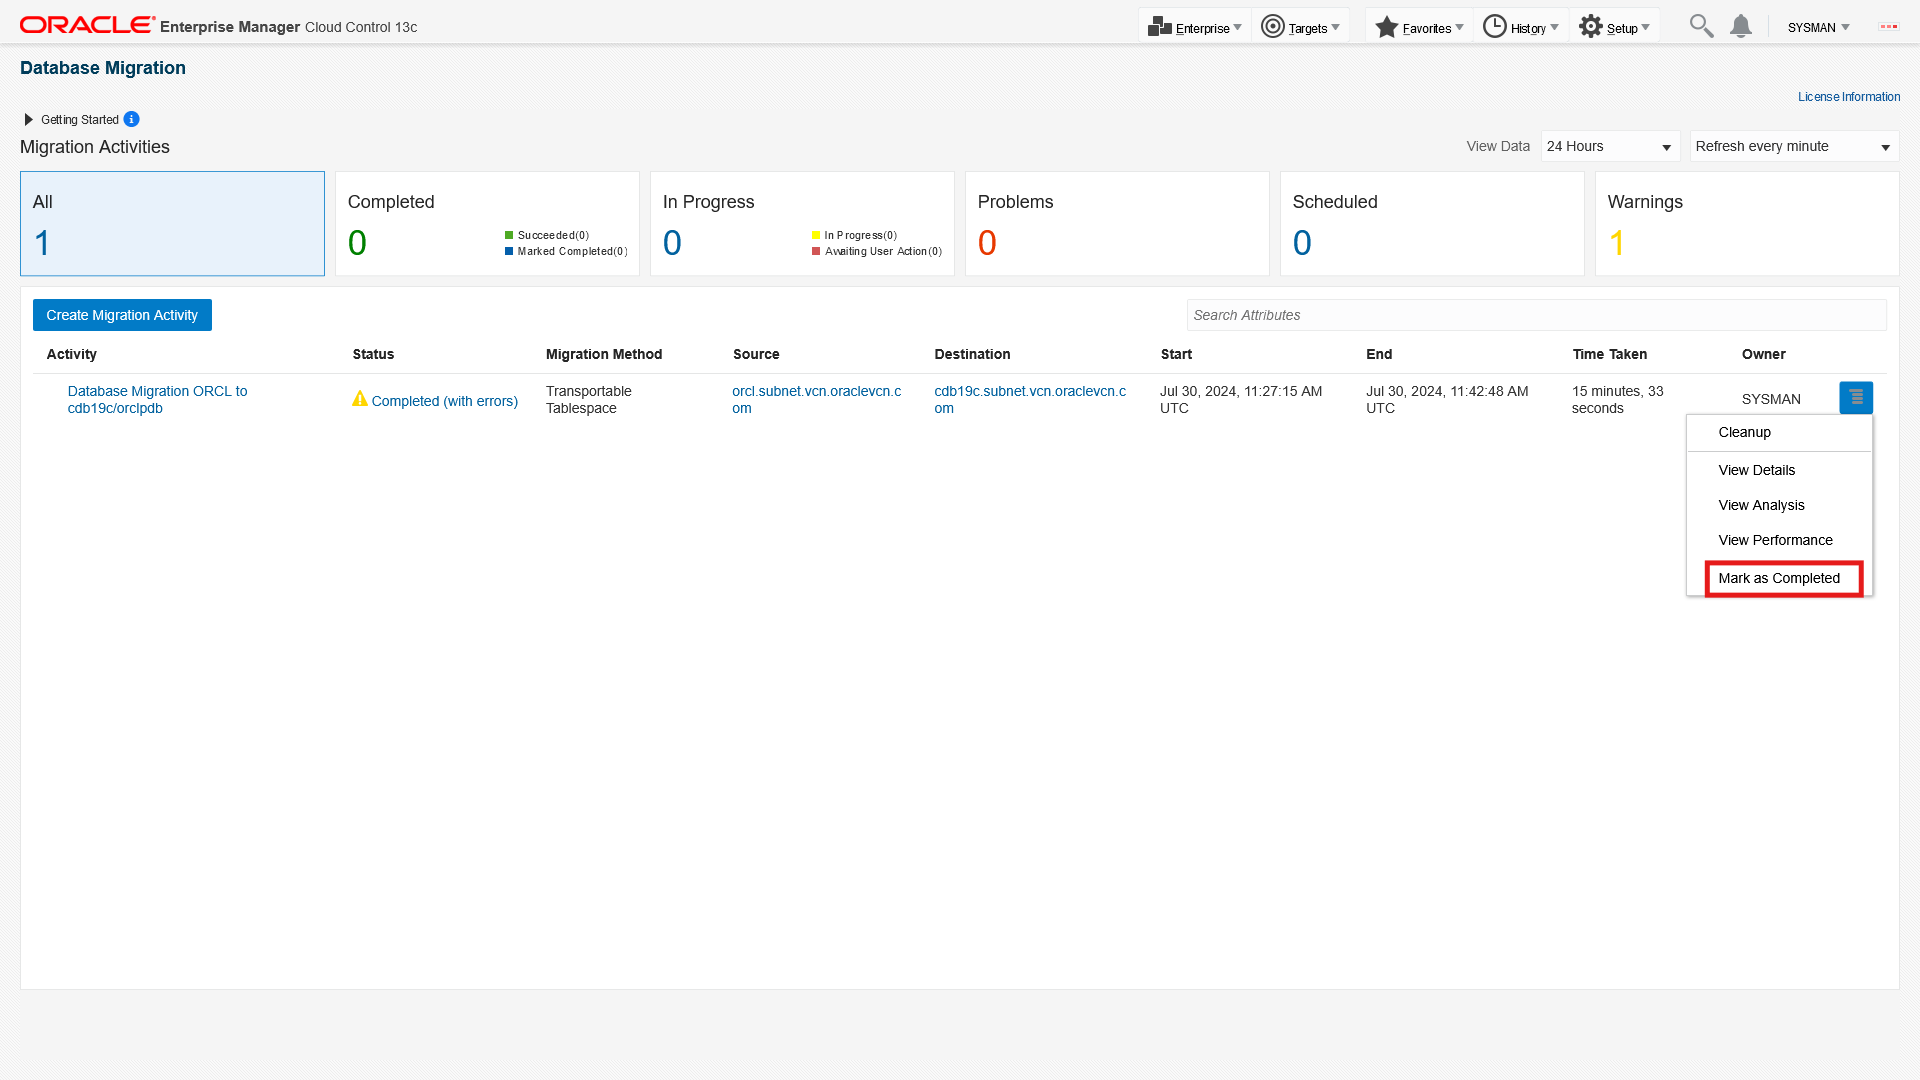 ORACLE Enterprise Manager Cloud Control 13c
Enterprise Targets Favorites History Setup SYSMAN
Database Migration
License Information
Getting Started
Migration Activities
View Data 24 Hours Refresh every minute
All
1
Completed
0
Succeeded(0)
Marked Completed(0)
In Progress
0
In Progress(0)
Awaiting User Action(0)
Problems
0
Scheduled
0
Warnings
1
Create Migration Activity
Search Attributes
Activity Status Migration Method Source Destination Start End Time Taken Owner
Database Migration ORCL to
cdb19c/orclpdb
Completed (with errors)
Transportable
Tablespace
orcl.subnet.vcn.oraclevcn.c
om
cdb19c.subnet.vcn.oraclevcn.c
om
Jul 30, 2024, 11:27:15 AM
UTC
Jul 30, 2024, 11:42:48 AM
UTC
15 minutes, 33
seconds
SYSMAN
Cleanup
View Details
View Analysis
View Performance
Mark as Completed